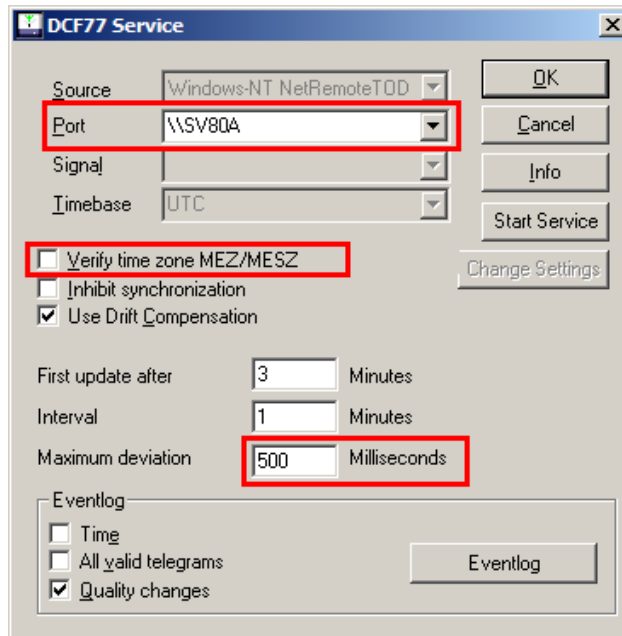 DCF77 Service
Source Windows-NT NetRemoteTOD OK
Port \\SV80A Cancel
Signal Info
Timebase UTC Start Service
Verify time zone MEZ/MESZ Change Settings
Inhibit synchronization
Use Drift Compensation
First update after 3 Minutes
Interval 1 Minutes
Maximum deviation 500 Milliseconds
Eventlog
Time
All valid telegrams Eventlog
Quality changes